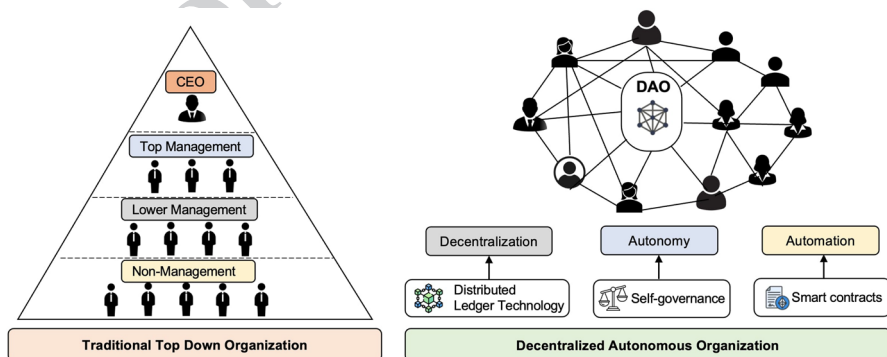 CEO
Top Management
Lower Management
Non-Management
Traditional Top Down Organization
DAO
Decentralization
Autonomy
Automation
Distributed
Ledger Technology
Self-governance
Smart contracts
Decentralized Autonomous Organization